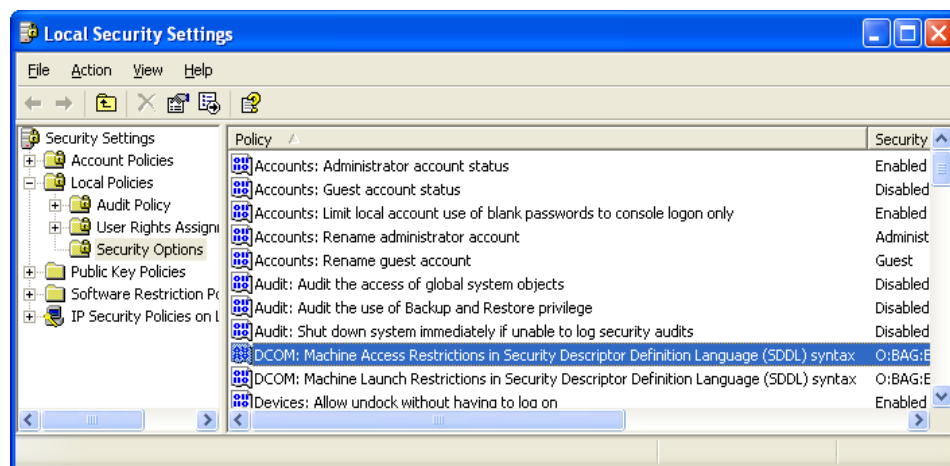 Local Security Settings
File Action View Help
Security Settings
Account Policies
Local Policies
Audit Policy
User Rights Assign
Security Options
Public Key Policies
Software Restriction Po
IP Security Policies on L
Policy Security
Accounts: Administrator account status Enabled
Accounts: Guest account status Disabled
Accounts: Limit local account use of blank passwords to console logon only Enabled
Accounts: Rename administrator account Administ
Accounts: Rename guest account Guest
Audit: Audit the access of global system objects Disabled
Audit: Audit the use of Backup and Restore privilege Disabled
Audit: Shut down system immediately if unable to log security audits Disabled
DCOM: Machine Access Restrictions in Security Descriptor Definition Language (SDDL) syntax O:BAG:B
DCOM: Machine Launch Restrictions in Security Descriptor Definition Language (SDDL) syntax O:BAG:B
Devices: Allow undock without having to log on Enabled